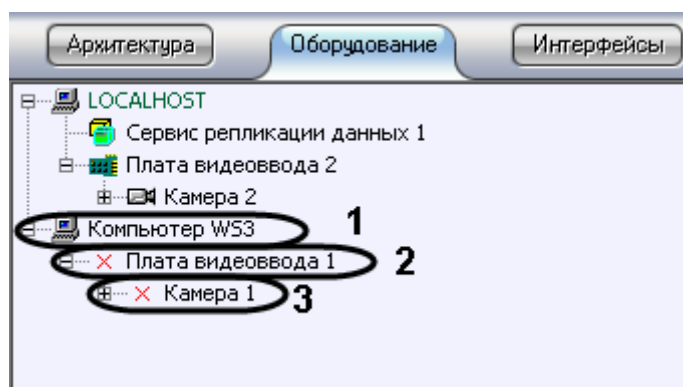 Архитектура Оборудование Интерфейсы
LOCALHOST
Сервис репликации данных 1
Плата видеоввода 2
Камера 2
Компьютер WS3 1
Плата видеоввода 1 2
Камера 1 3